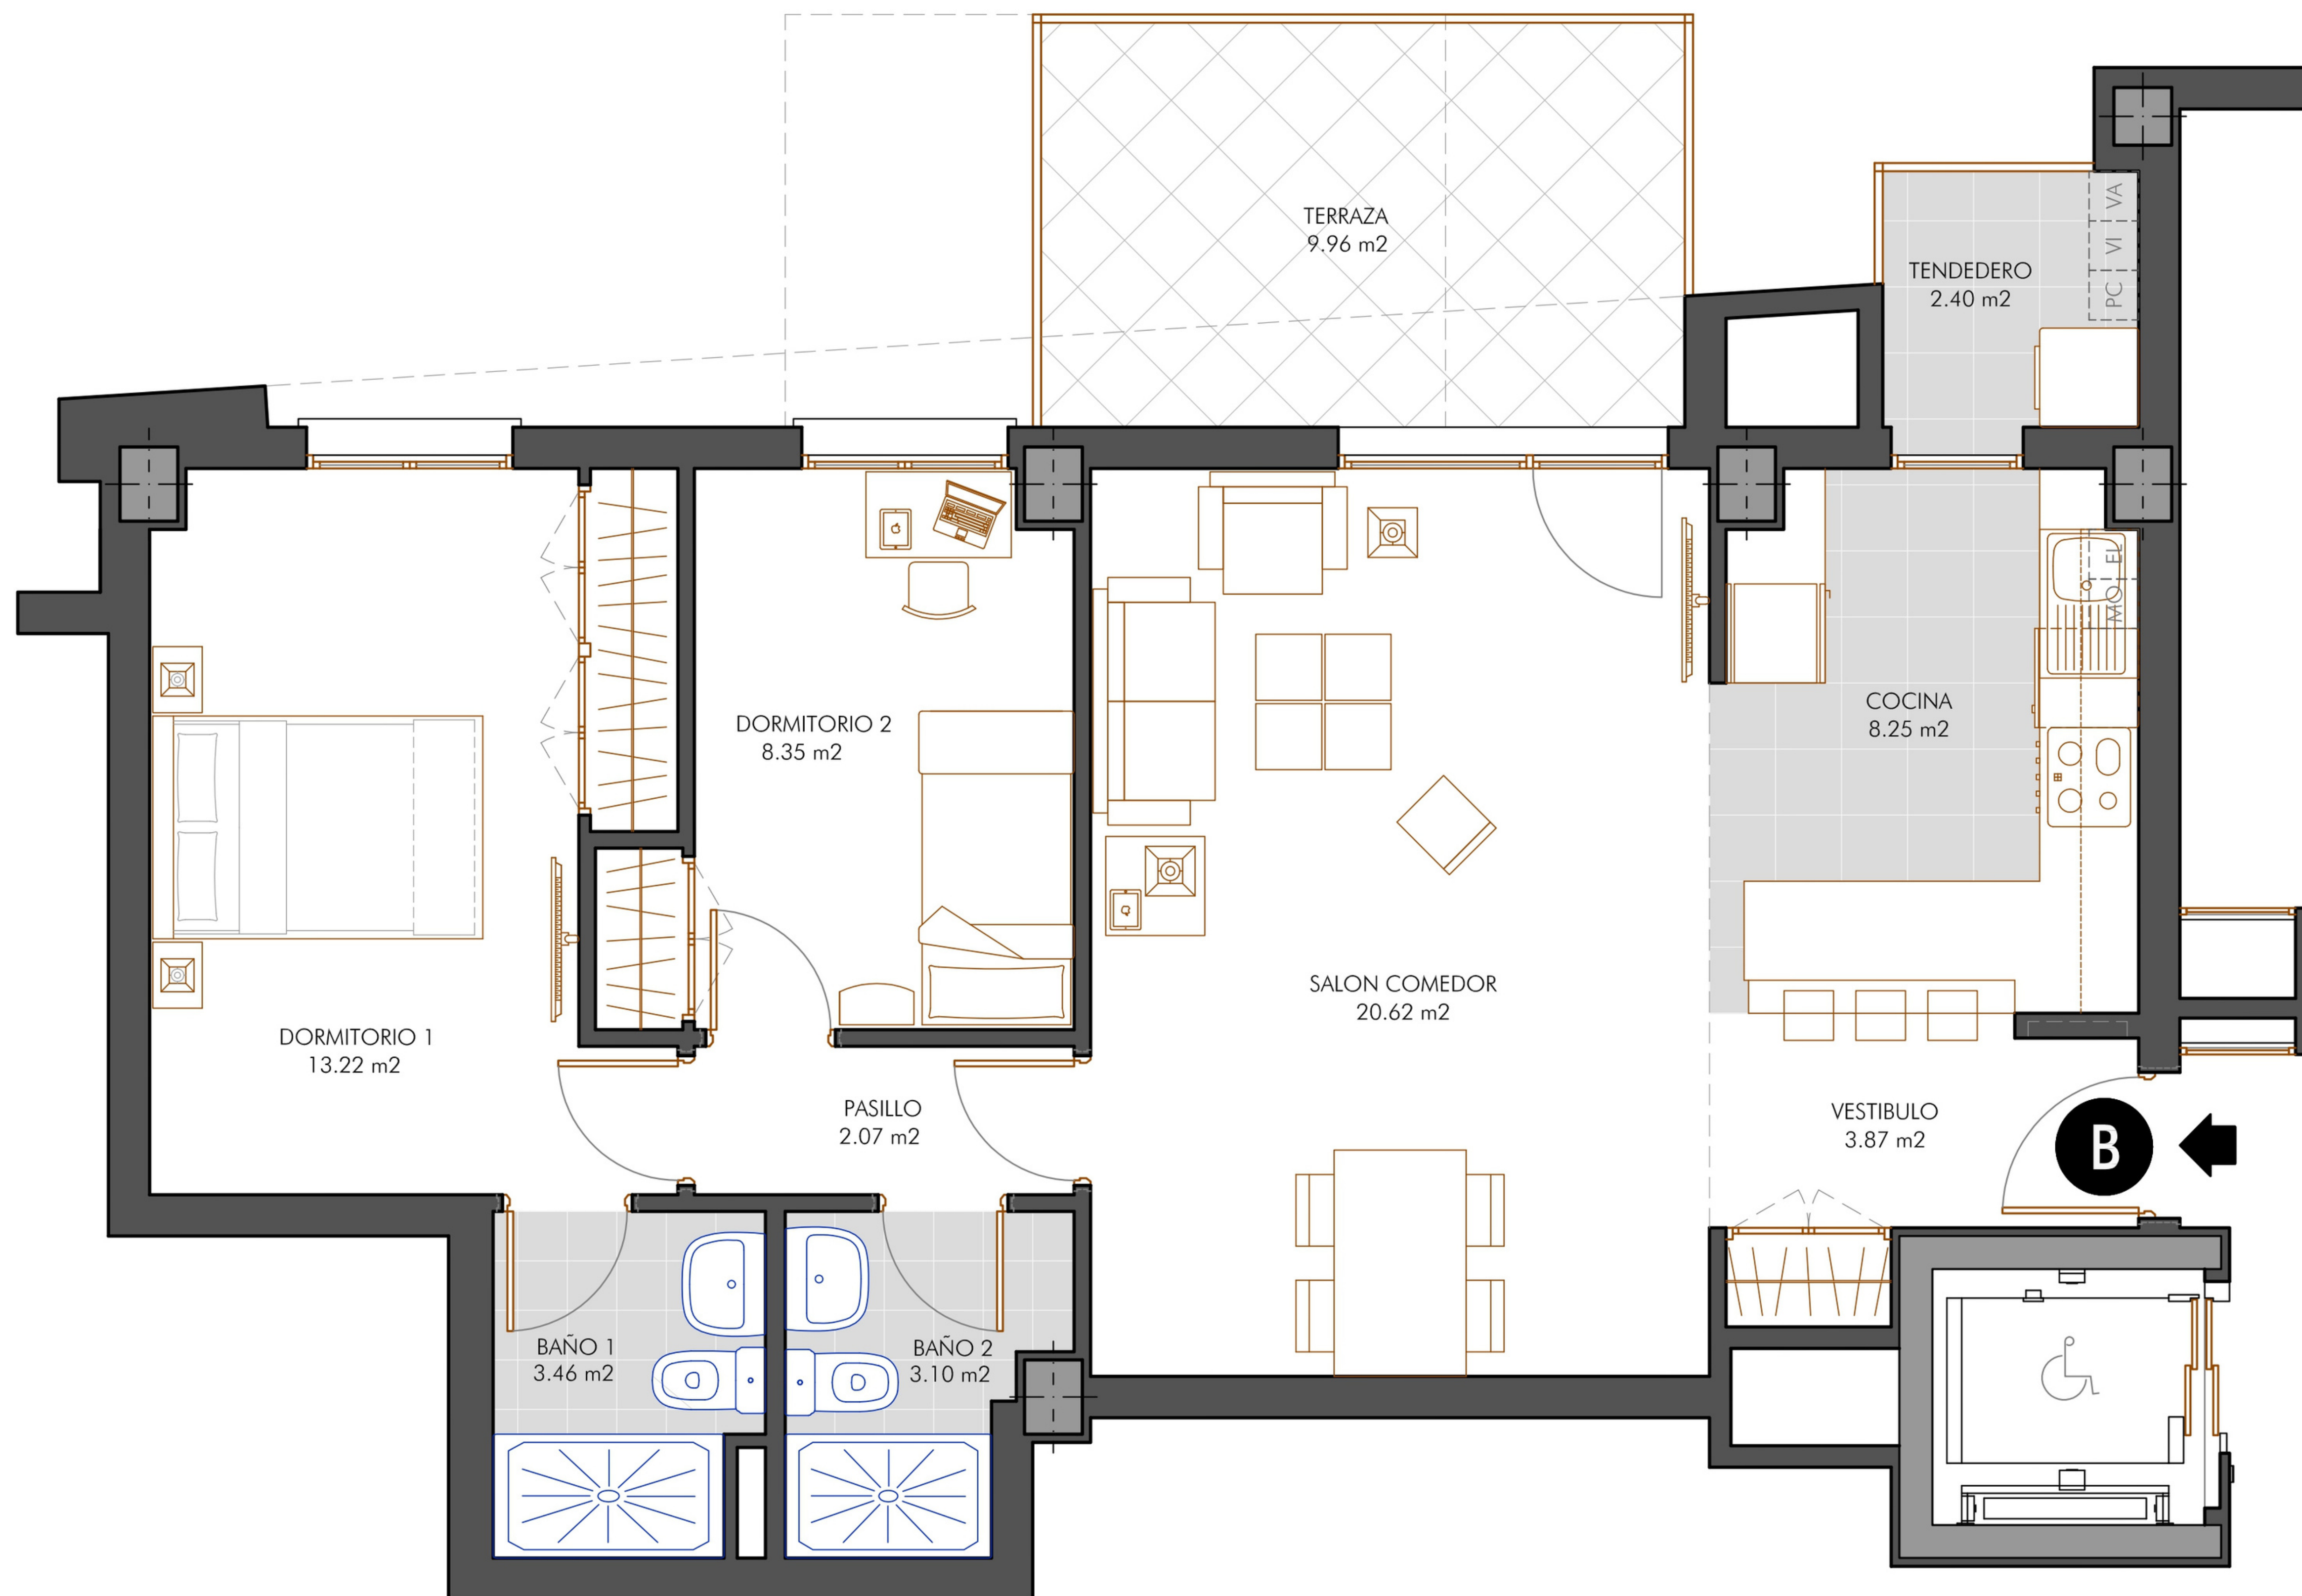 TERRAZA
9.96 m2
VA
VI
PC
TENDEDERO
2.40 m2
EL
MO
COCINA
8.25 m2
DORMITORIO 2
8.35 m2
SALON COMEDOR
20.62 m2
DORMITORIO 1
13.22 m2
PASILLO
2.07 m2
VESTIBULO
3.87 m2
B
BAÑO 1
3.46 m2
BAÑO 2
3.10 m2